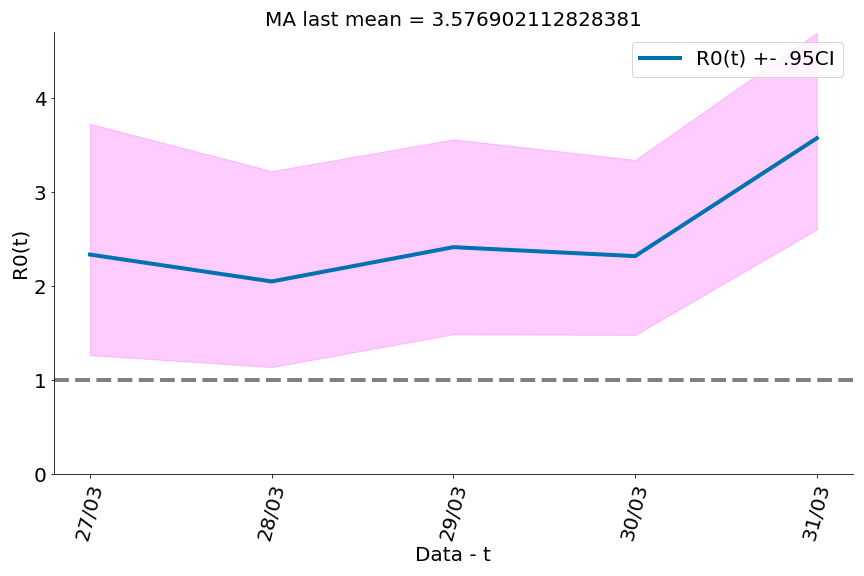 MA last mean = 3.576902112828381
R0(t) +- .95CI
4
3
2
1
0
R0(t)
27/03
28/03
29/03
30/03
31/03
Data - t